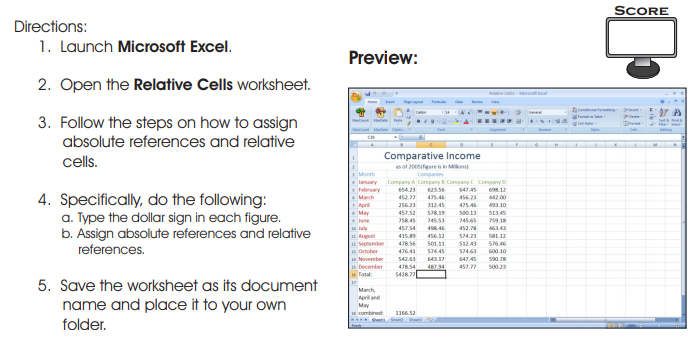 SCORE
Directions:
1. Launch Microsoft Excel.
2. Open the Relative Cells worksheet.
3. Follow the steps on how to assign
absolute references and relative
cells.
4. Specifically, do the following:
a. Type the dollar sign in each figure.
b. Assign absolute references and relative
references.
5. Save the worksheet as its document
name and place it to your own
folder.
Preview:
Comparative Income
as of 2005(figure is in Millions)
Month Companies
January Company A Company B Company C Company D
February 654.23 623.56 647.45 698.12
March 452.77 475.46 456.23 442.00
April 256.23 312.45 475.46 493.10
May 457.52 578.19 500.13 513.45
June 758.45 745.53 745.65 759.18
July 457.54 498.46 452.78 463.43
August 415.89 456.12 574.23 581.12
September 478.56 501.11 512.43 576.46
October 476.41 574.45 574.63 600.10
November 542.63 643.17 647.45 590.78
December 478.54 487.94 457.77 500.23
Total: 5428.77
March,
April and
May
combined: 1166.52